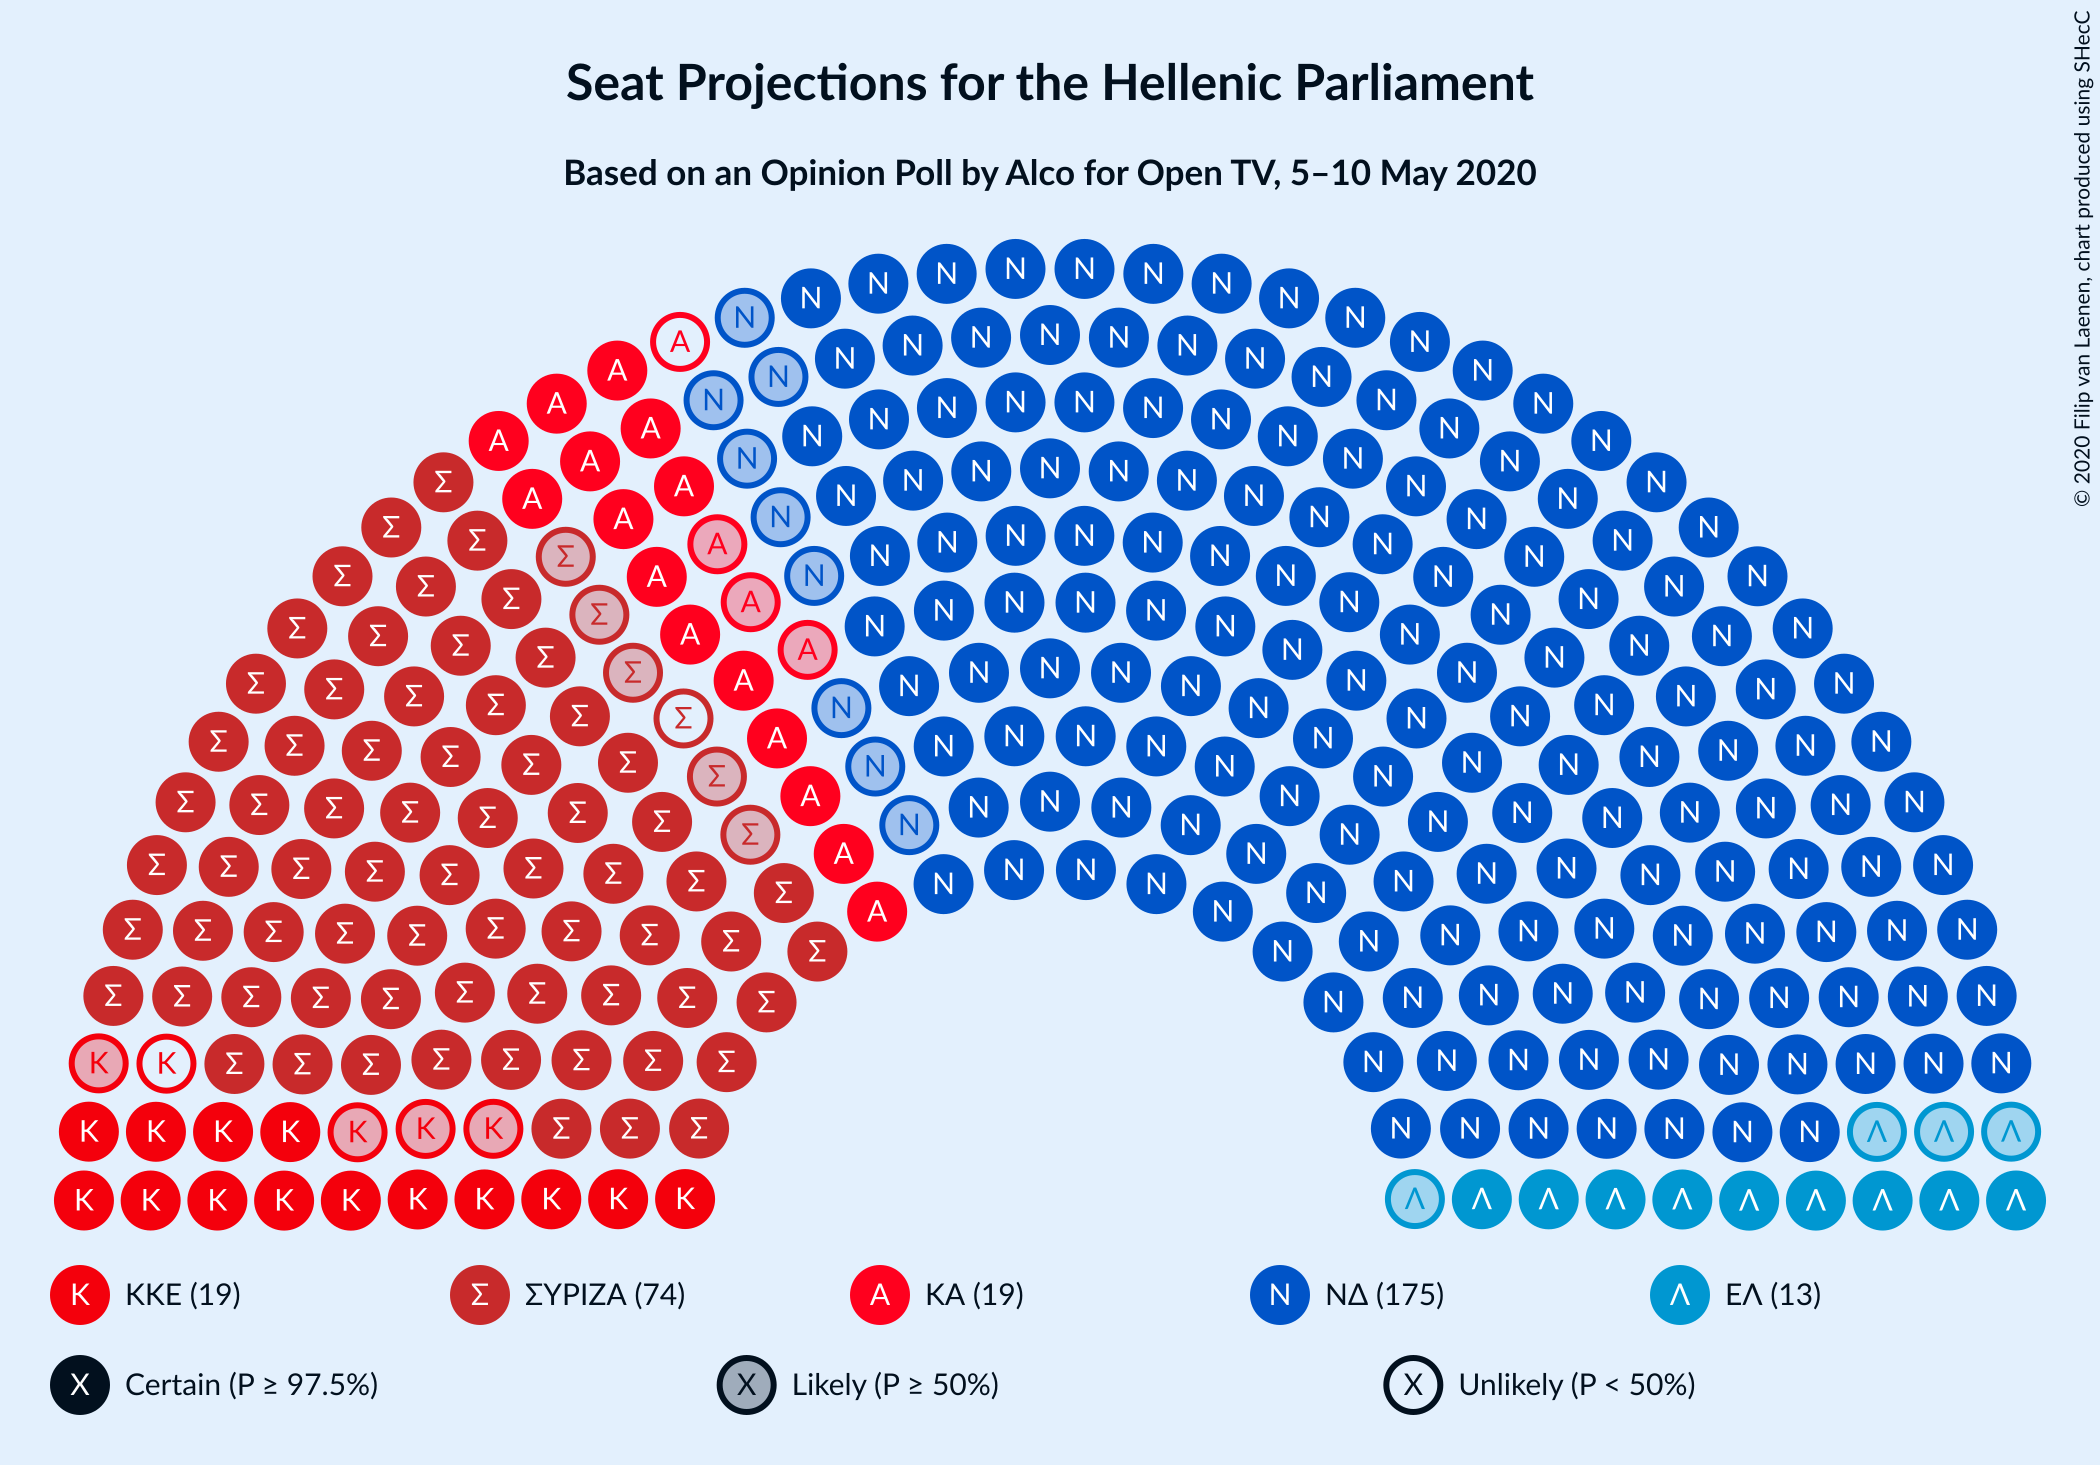 Seat Projections for the Hellenic Parliament
Based on an Opinion Poll by Alco for Open TV, 5–10 May 2020
© 2020 Filip van Laenen, chart produced using SHecC
K ΚΚΕ (19) Σ ΣΥΡΙΖΑ (74) A ΚΑ (19) N ΝΔ (175) Λ ΕΛ (13)
X Certain (P ≥ 97.5%) X Likely (P ≥ 50%) X Unlikely (P < 50%)